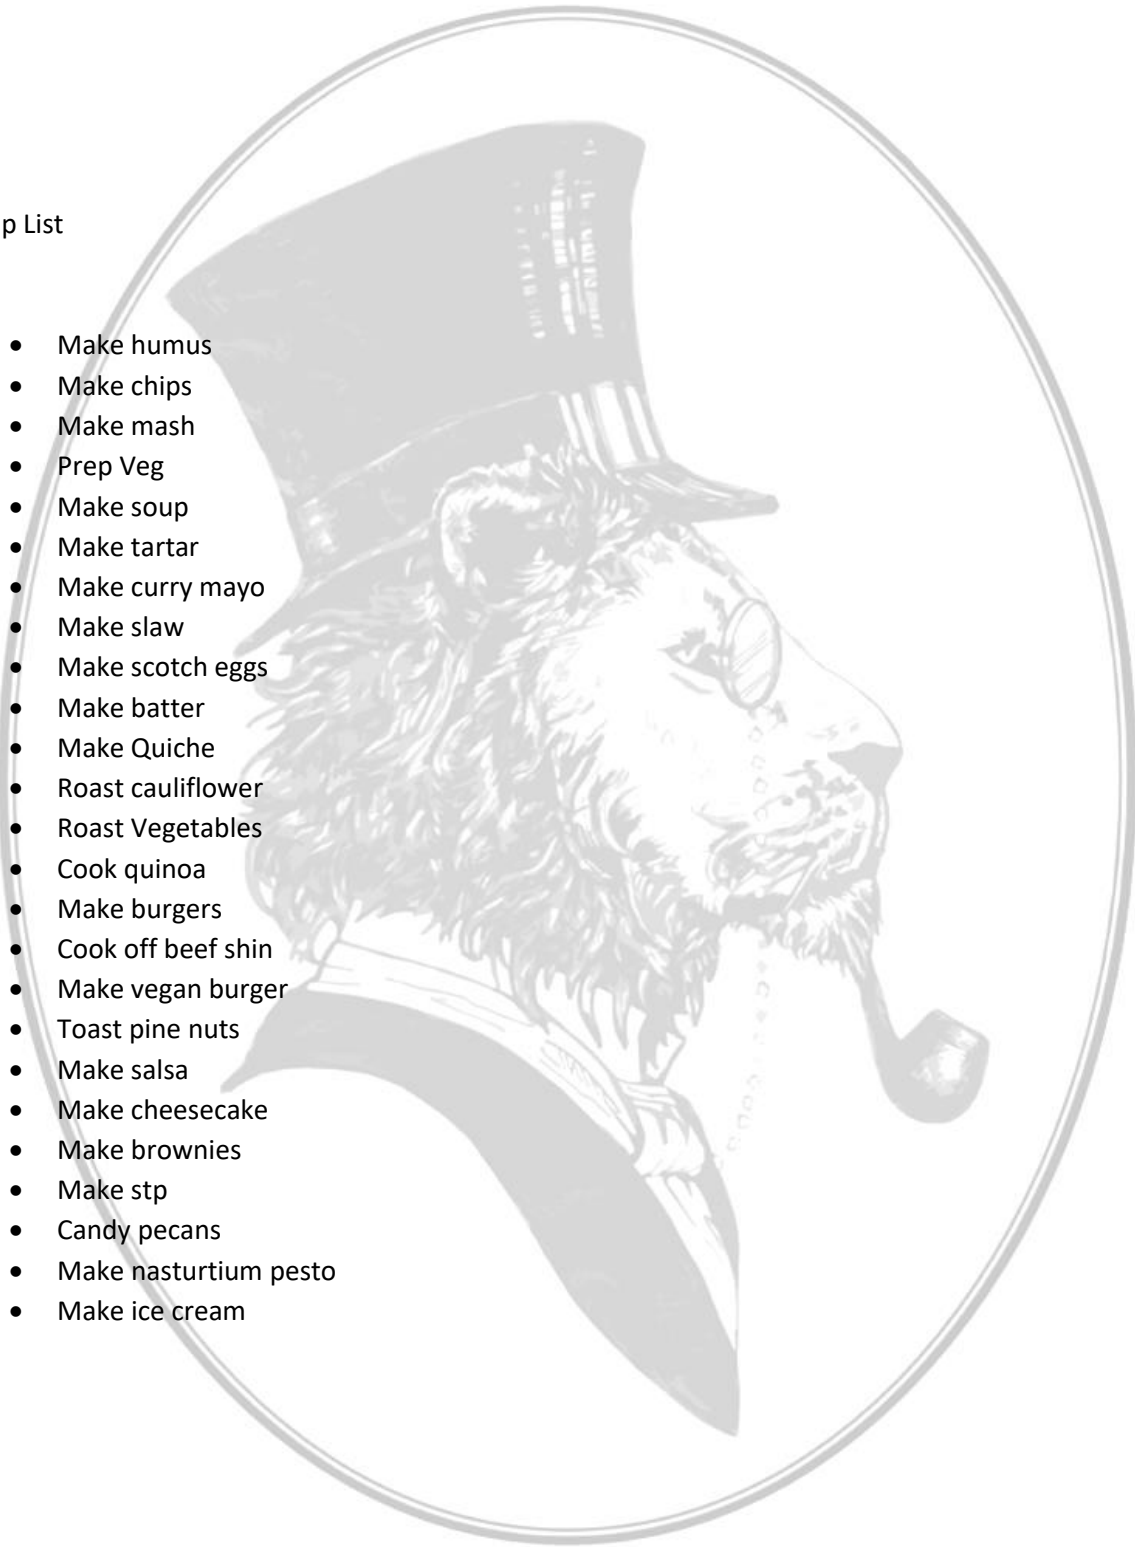 p List
• Make humus
• Make chips
• Make mash
• Prep Veg
• Make soup
• Make tartar
• Make curry mayo
• Make slaw
• Make scotch eggs
• Make batter
• Make Quiche
• Roast cauliflower
• Roast Vegetables
• Cook quinoa
• Make burgers
• Cook off beef shin
• Make vegan burger
• Toast pine nuts
• Make salsa
• Make cheesecake
• Make brownies
• Make stp
• Candy pecans
• Make nasturtium pesto
• Make ice cream